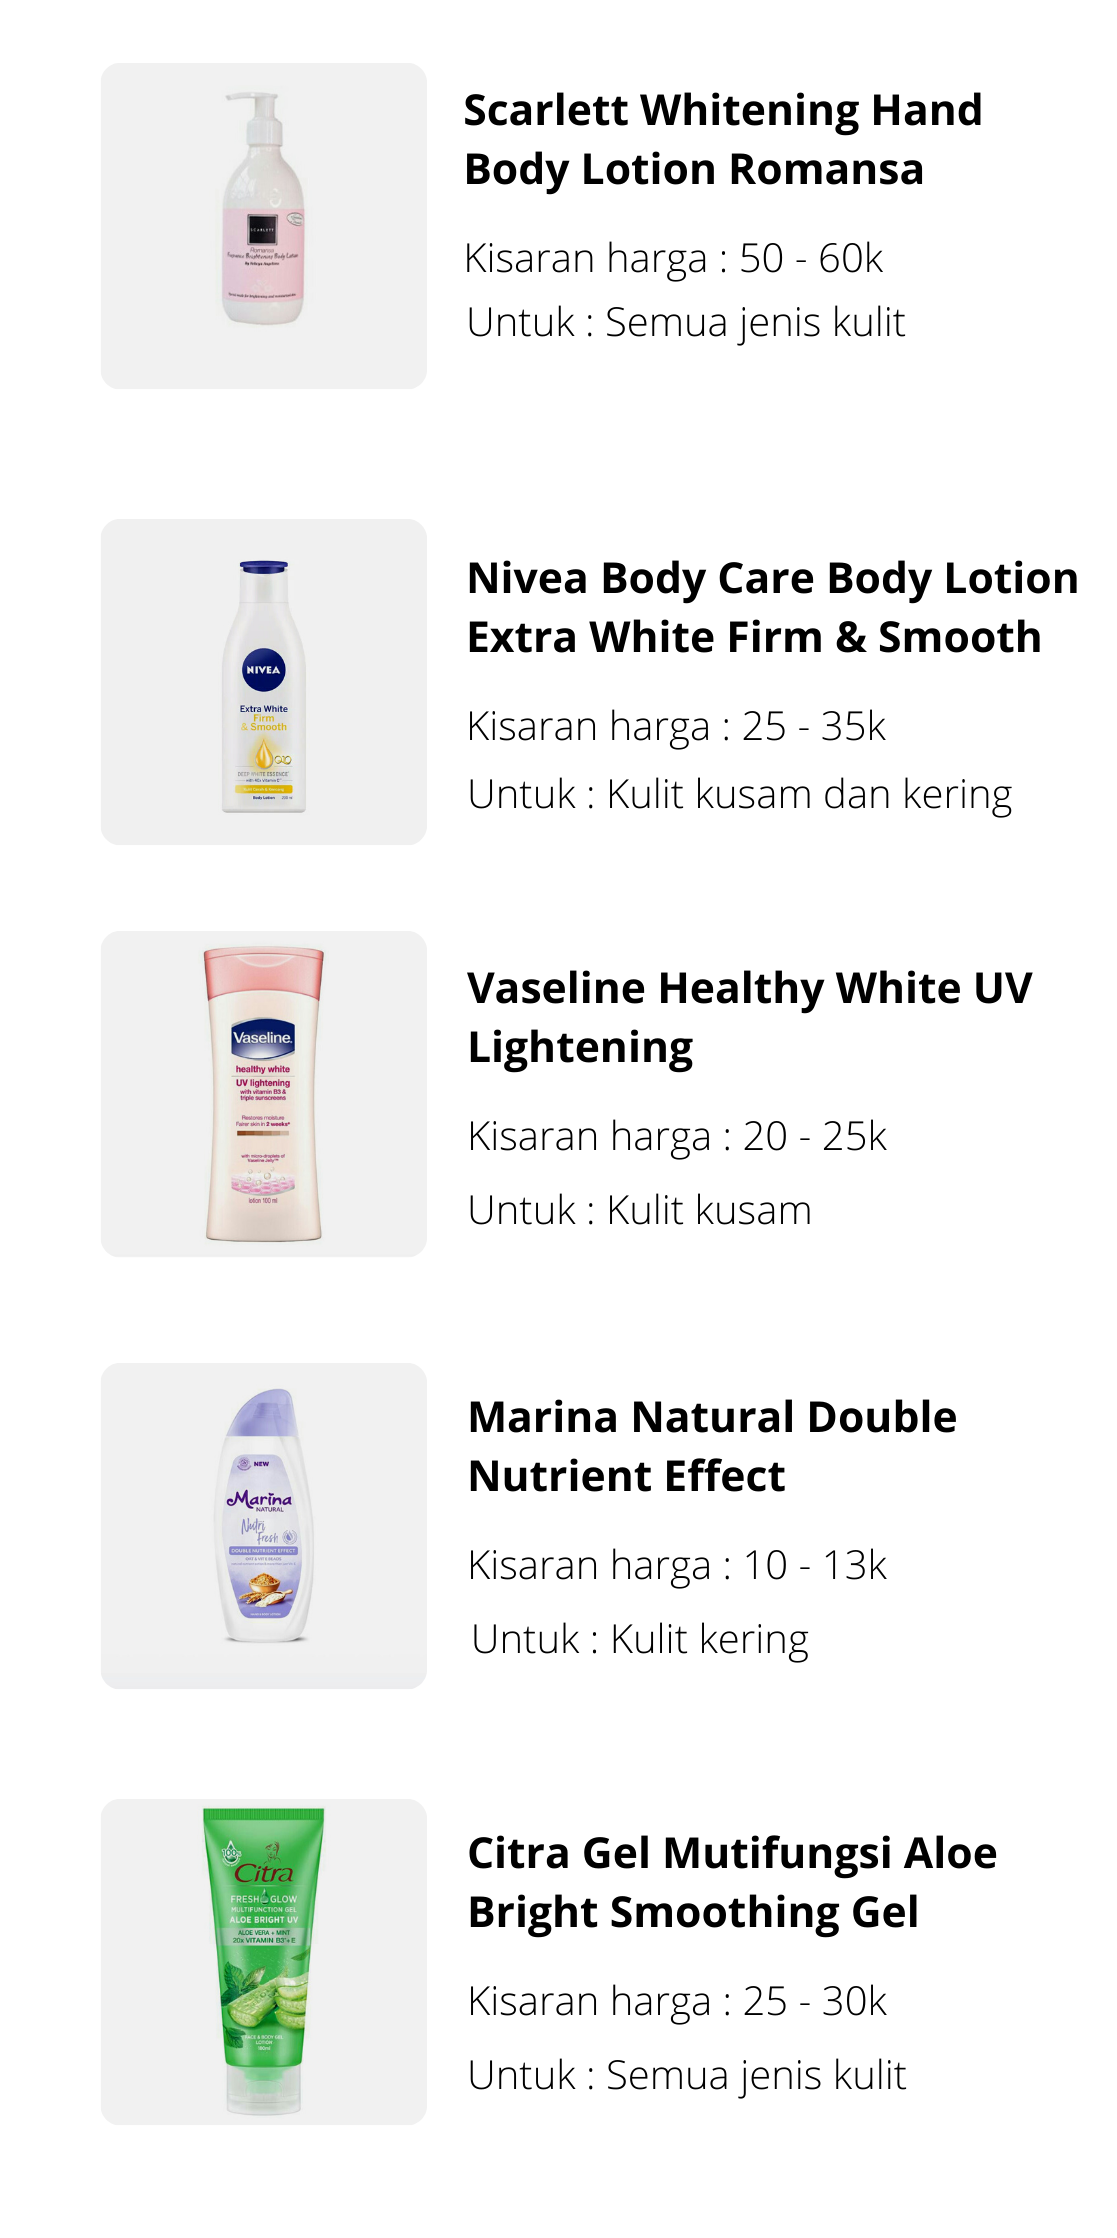 SCARLETT
Romansa
Fragrance Brightening Body Lotion
Scarlett Whitening Hand
Body Lotion Romansa
Kisaran harga : 50 - 60k
Untuk : Semua jenis kulit
NIVEA
Extra White
Firm
& Smooth
Q10
DEEP WHITE ESSENCE
Body Lotion
Nivea Body Care Body Lotion
Extra White Firm & Smooth
Kisaran harga : 25 - 35k
Untuk : Kulit kusam dan kering
Vaseline
healthy white
UV lightening
with vitamin B3 &
triple sunscreens
Restores moisture
Fairer skin in 2 weeks*
with micro-droplets of
Vaseline Jelly™
lotion 100 ml
Vaseline Healthy White UV
Lightening
Kisaran harga : 20 - 25k
Untuk : Kulit kusam
NEW
Marina
NATURAL
Nutri
Fresh
DOUBLE NUTRIENT EFFECT
Marina Natural Double
Nutrient Effect
Kisaran harga : 10 - 13k
Untuk : Kulit kering
100%
Citra
FRESH GLOW
MULTIFUNCTION GEL
ALOE BRIGHT UV
ALOE VERA + MINT
20x VITAMIN B3*+ E
FACE & BODY GEL
LOTION
180ml
Citra Gel Mutifungsi Aloe
Bright Smoothing Gel
Kisaran harga : 25 - 30k
Untuk : Semua jenis kulit